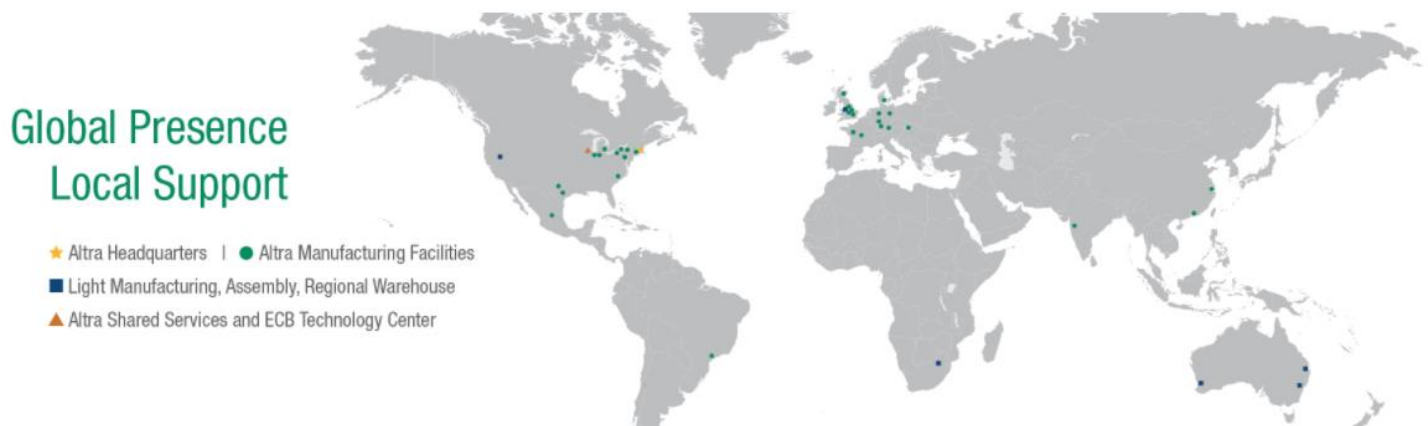 Global Presence
Local Support
Altra Headquarters | Altra Manufacturing Facilities
Light Manufacturing, Assembly, Regional Warehouse
Altra Shared Services and ECB Technology Center